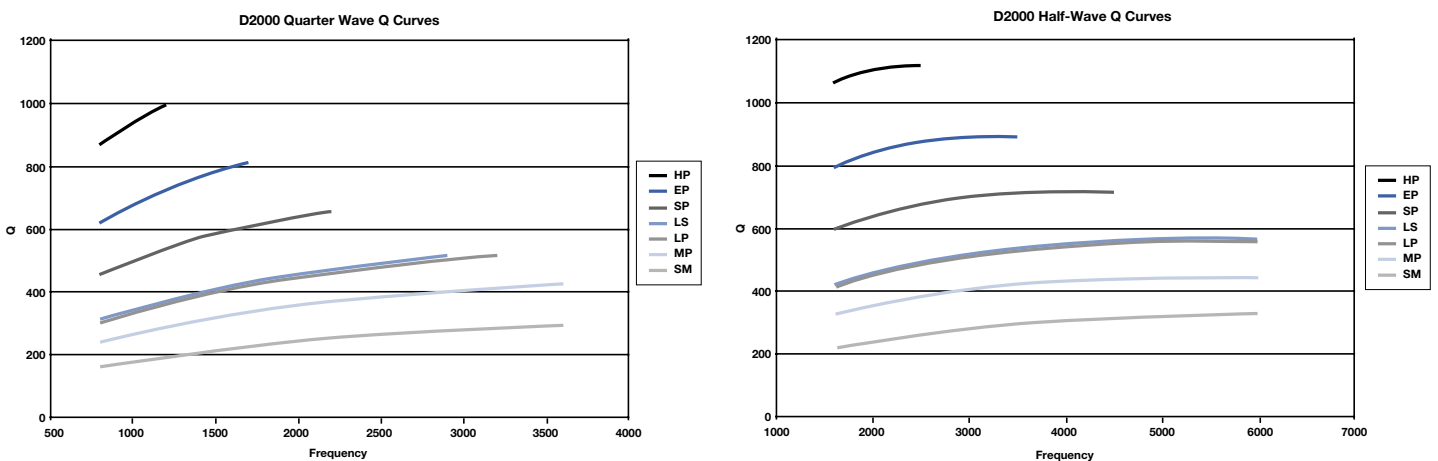 D2000 Quarter Wave Q Curves
1200
1000
800
600
400
200
0
Q
500
1000
1500
2000
2500
3000
3500
4000
Frequency
HP
EP
SP
LS
LP
MP
SM
D2000 Half-Wave Q Curves
1200
1000
800
600
400
200
0
Q
1000
2000
3000
4000
5000
6000
7000
Frequency
HP
EP
SP
LS
LP
MP
SM